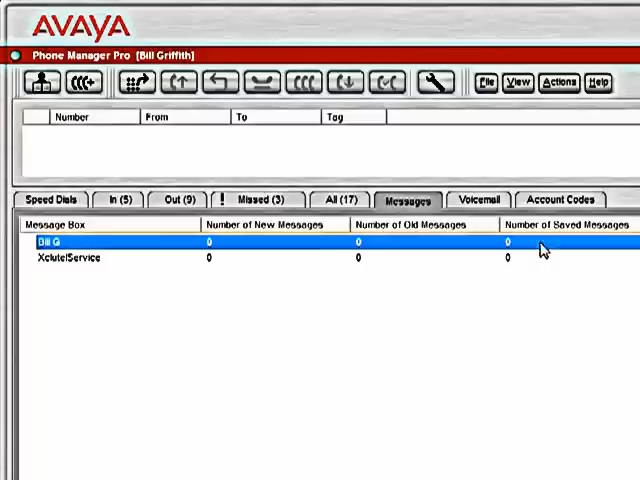 AVAYA
Phone Manager Pro [Bill Griffith]
File View Actions Help
Number From To Tag
Speed Dials In (5) Out (9) ! Missed (3) All (17) Messages Voicemail Account Codes
Message Box Number of New Messages Number of Old Messages Number of Saved Messages
Bill G 0 0 0
XclutelService 0 0 0